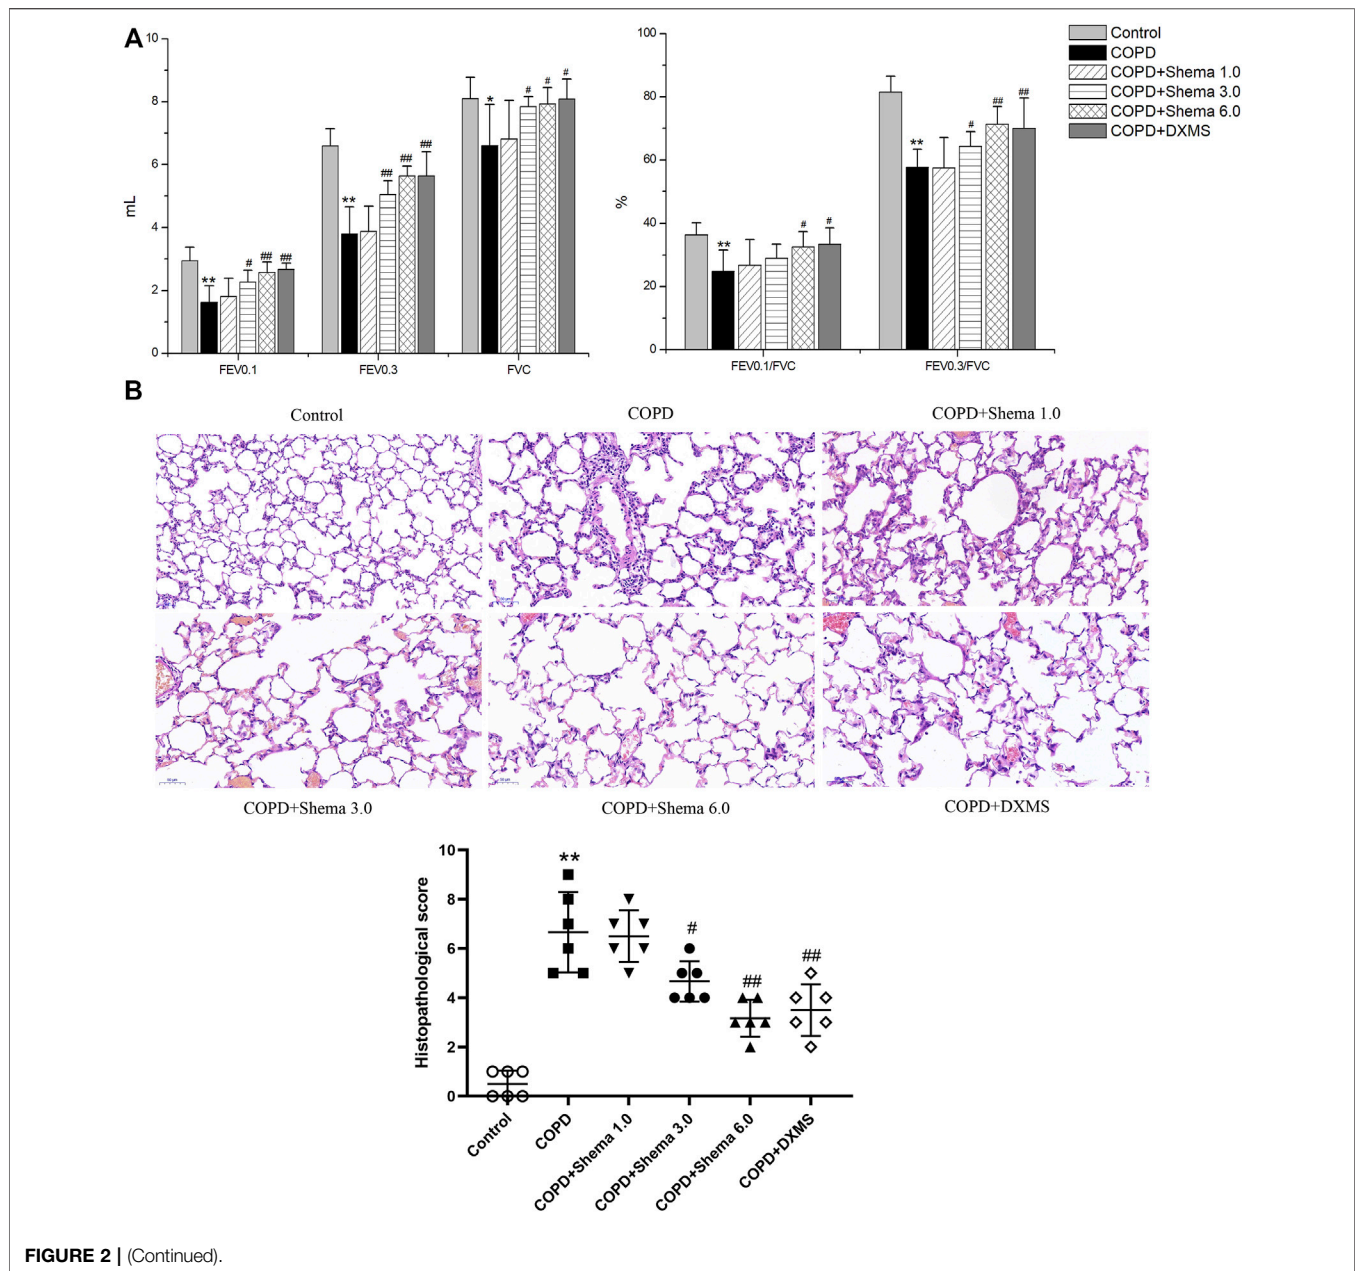 A
10
8
6
4
2
0
mL
**
#
##
##
**
##
##
##
*
#
#
#
FEV0.1
FEV0.3
FVC
100
80
60
40
20
0
%
**
#
#
**
#
##
##
FEV0.1/FVC
FEV0.3/FVC
Control
COPD
COPD+Shema 1.0
COPD+Shema 3.0
COPD+Shema 6.0
COPD+DXMS
B
Control
COPD
COPD+Shema 1.0
COPD+Shema 3.0
COPD+Shema 6.0
COPD+DXMS
Histopathological score
10
8
6
4
2
0
**
#
##
##
Control
COPD
COPD+Shema 1.0
COPD+Shema 3.0
COPD+Shema 6.0
COPD+DXMS
FIGURE 2 | (Continued).